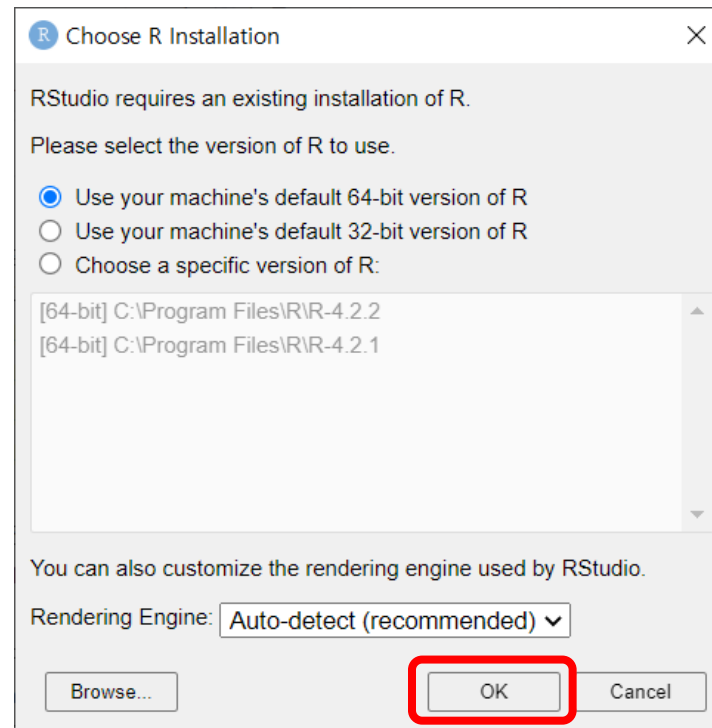 R Choose R Installation
RStudio requires an existing installation of R.
Please select the version of R to use.
Use your machine's default 64-bit version of R
Use your machine's default 32-bit version of R
Choose a specific version of R:
[64-bit] C:\Program Files\R\R-4.2.2
[64-bit] C:\Program Files\R\R-4.2.1
You can also customize the rendering engine used by RStudio.
Rendering Engine: Auto-detect (recommended)
Browse... OK Cancel